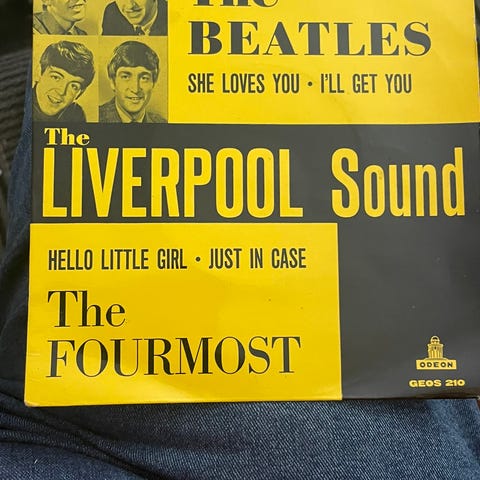 The
BEATLES
SHE LOVES YOU • I'LL GET YOU
The
LIVERPOOL Sound
HELLO LITTLE GIRL • JUST IN CASE
The
FOURMOST
ODEON
GEOS 210